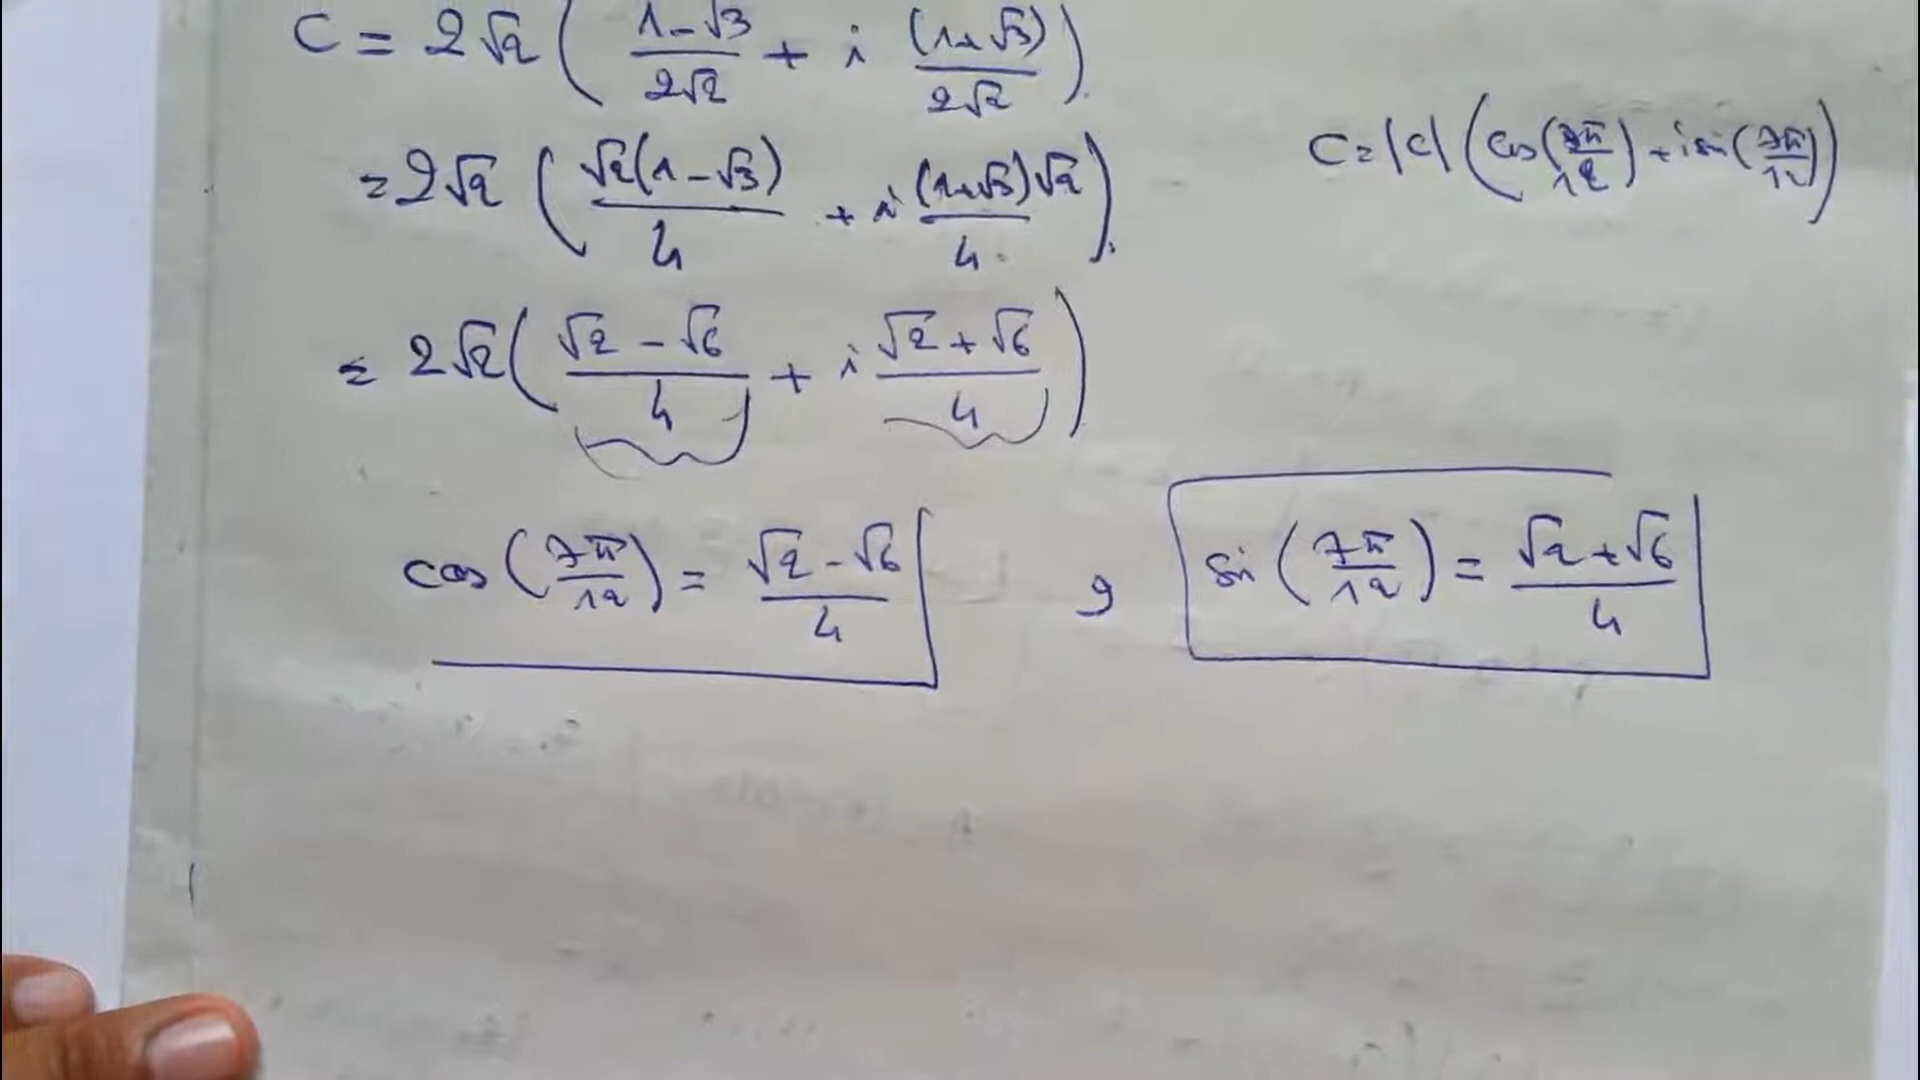 C = 2√2 ( (1-√3)/(2√2) + i (1+√3)/(2√2) )
= 2√2 ( √2(1-√3)/4 + i (1+√3)√2/4 )
C = |C| ( cos(7π/12) + i sin(7π/12) )
= 2√2 ( (√2 - √6)/4 + i (√2 + √6)/4 )
cos(7π/12) = (√2 - √6)/4 و sin(7π/12) = (√2 + √6)/4